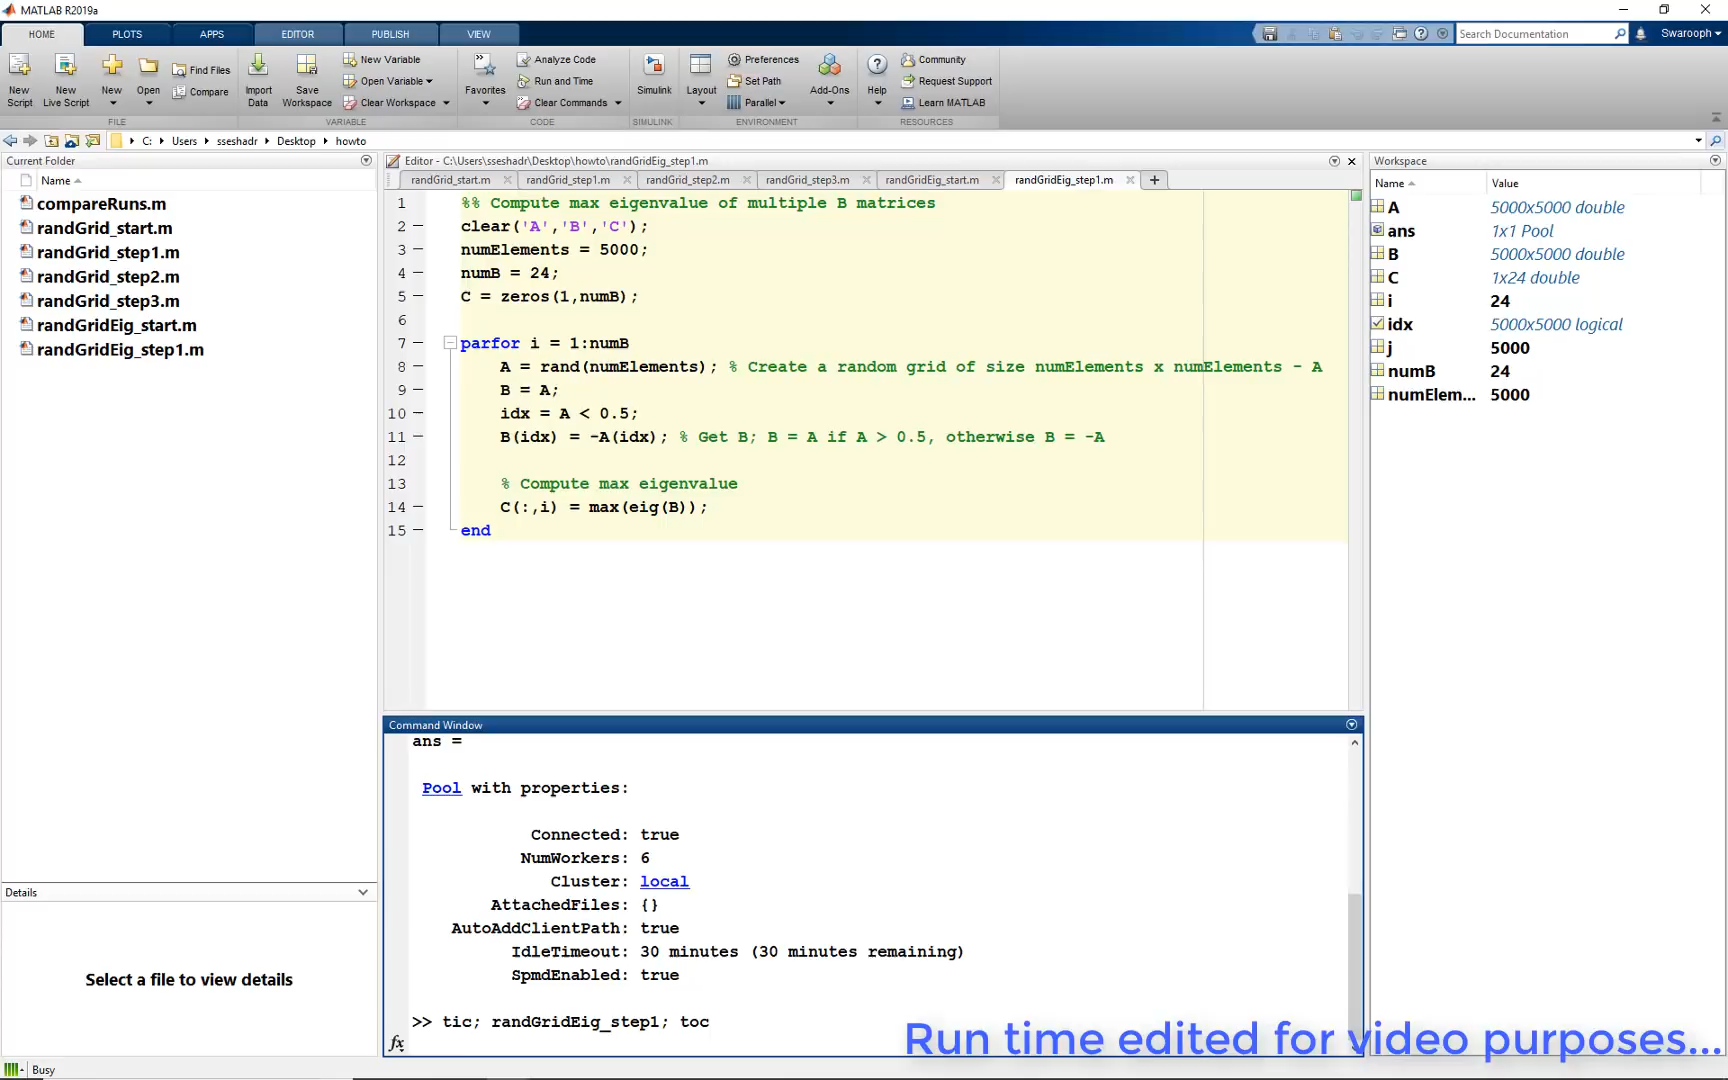 MATLAB R2019a
HOME PLOTS APPS EDITOR PUBLISH VIEW
Search Documentation
Swarooph
New Script
New Live Script
New
Open
Find Files
Compare
Import Data
Save Workspace
New Variable
Open Variable
Clear Workspace
Favorites
Analyze Code
Run and Time
Clear Commands
Simulink
Layout
Preferences
Set Path
Parallel
Add-Ons
Help
Community
Request Support
Learn MATLAB
FILE VARIABLE CODE SIMULINK ENVIRONMENT RESOURCES
C: Users sseshadr Desktop howto
Current Folder
Name
compareRuns.m
randGrid_start.m
randGrid_step1.m
randGrid_step2.m
randGrid_step3.m
randGridEig_start.m
randGridEig_step1.m
Details
Select a file to view details
Editor - C:\Users\sseshadr\Desktop\howto\randGridEig_step1.m
randGrid_start.m randGrid_step1.m randGrid_step2.m randGrid_step3.m randGridEig_start.m randGridEig_step1.m
1 %% Compute max eigenvalue of multiple B matrices
2 clear('A','B','C');
3 numElements = 5000;
4 numB = 24;
5 C = zeros(1,numB);
6
7 parfor i = 1:numB
8 A = rand(numElements); % Create a random grid of size numElements x numElements - A
9 B = A;
10 idx = A < 0.5;
11 B(idx) = -A(idx); % Get B; B = A if A > 0.5, otherwise B = -A
12
13 % Compute max eigenvalue
14 C(:,i) = max(eig(B));
15 end
Command Window
ans =
Pool with properties:
Connected: true
NumWorkers: 6
Cluster: local
AttachedFiles: {}
AutoAddClientPath: true
IdleTimeout: 30 minutes (30 minutes remaining)
SpmdEnabled: true
>> tic; randGridEig_step1; toc
fx
Workspace
Name Value
A 5000x5000 double
ans 1x1 Pool
B 5000x5000 double
C 1x24 double
i 24
idx 5000x5000 logical
j 5000
numB 24
numElem... 5000
Run time edited for video purposes...
Busy